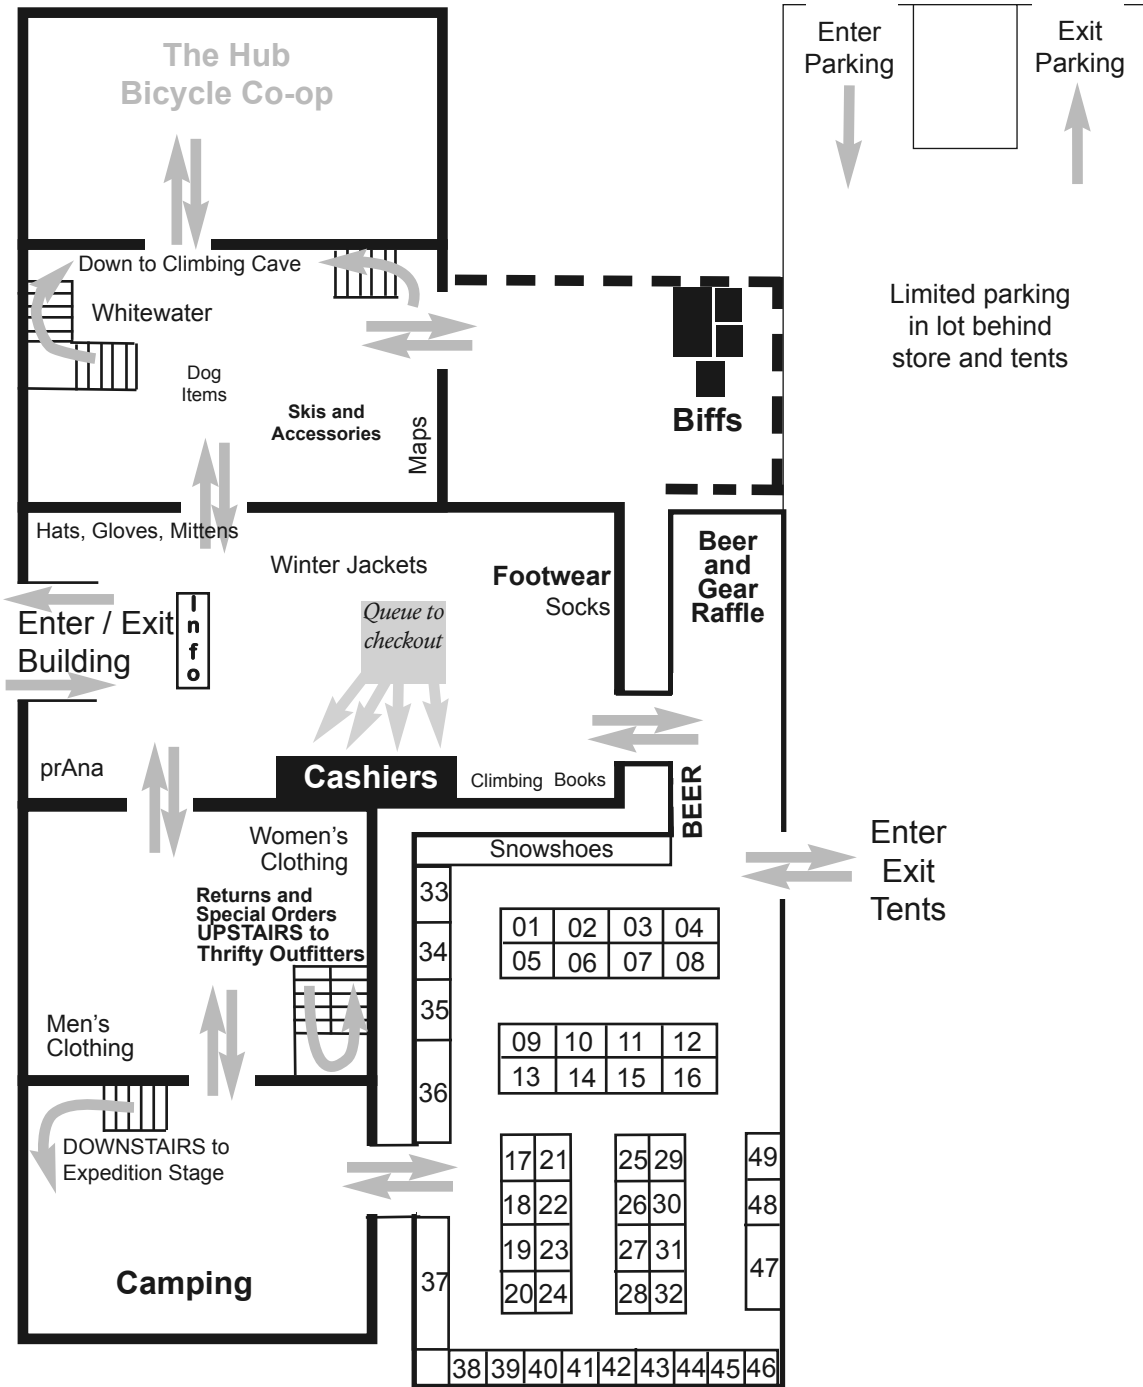 The Hub
Bicycle Co-op
Enter
Parking
Exit
Parking
Down to Climbing Cave
Whitewater
Dog
Items
Skis and
Accessories
Maps
Limited parking
in lot behind
store and tents
Biffs
Hats, Gloves, Mittens
Winter Jackets
Footwear
Socks
Beer
and
Gear
Raffle
Queue to
checkout
Enter / Exit
Building
Info
prAna
Cashiers
Climbing Books
BEER
Snowshoes
Enter
Exit
Tents
Women's
Clothing
Returns and
Special Orders
UPSTAIRS to
Thrifty Outfitters
Men's
Clothing
DOWNSTAIRS to
Expedition Stage
Camping
33
34
35
36
37
01 02 03 04
05 06 07 08
09 10 11 12
13 14 15 16
17 21
18 22
19 23
20 24
25 29
26 30
27 31
28 32
49
48
47
38 39 40 41 42 43 44 45 46